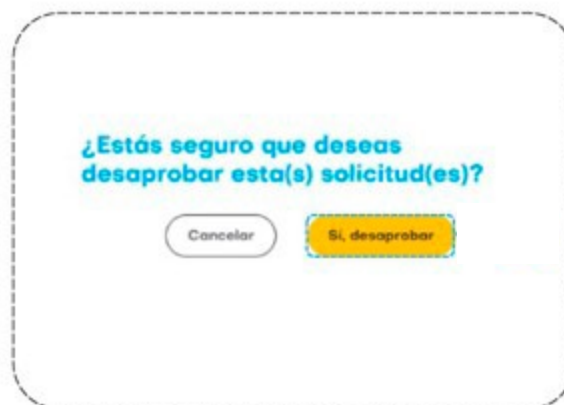 ¿Estás seguro que deseas
desaprobar esta(s) solicitud(es)?
Cancelar
Sí, desaprobar